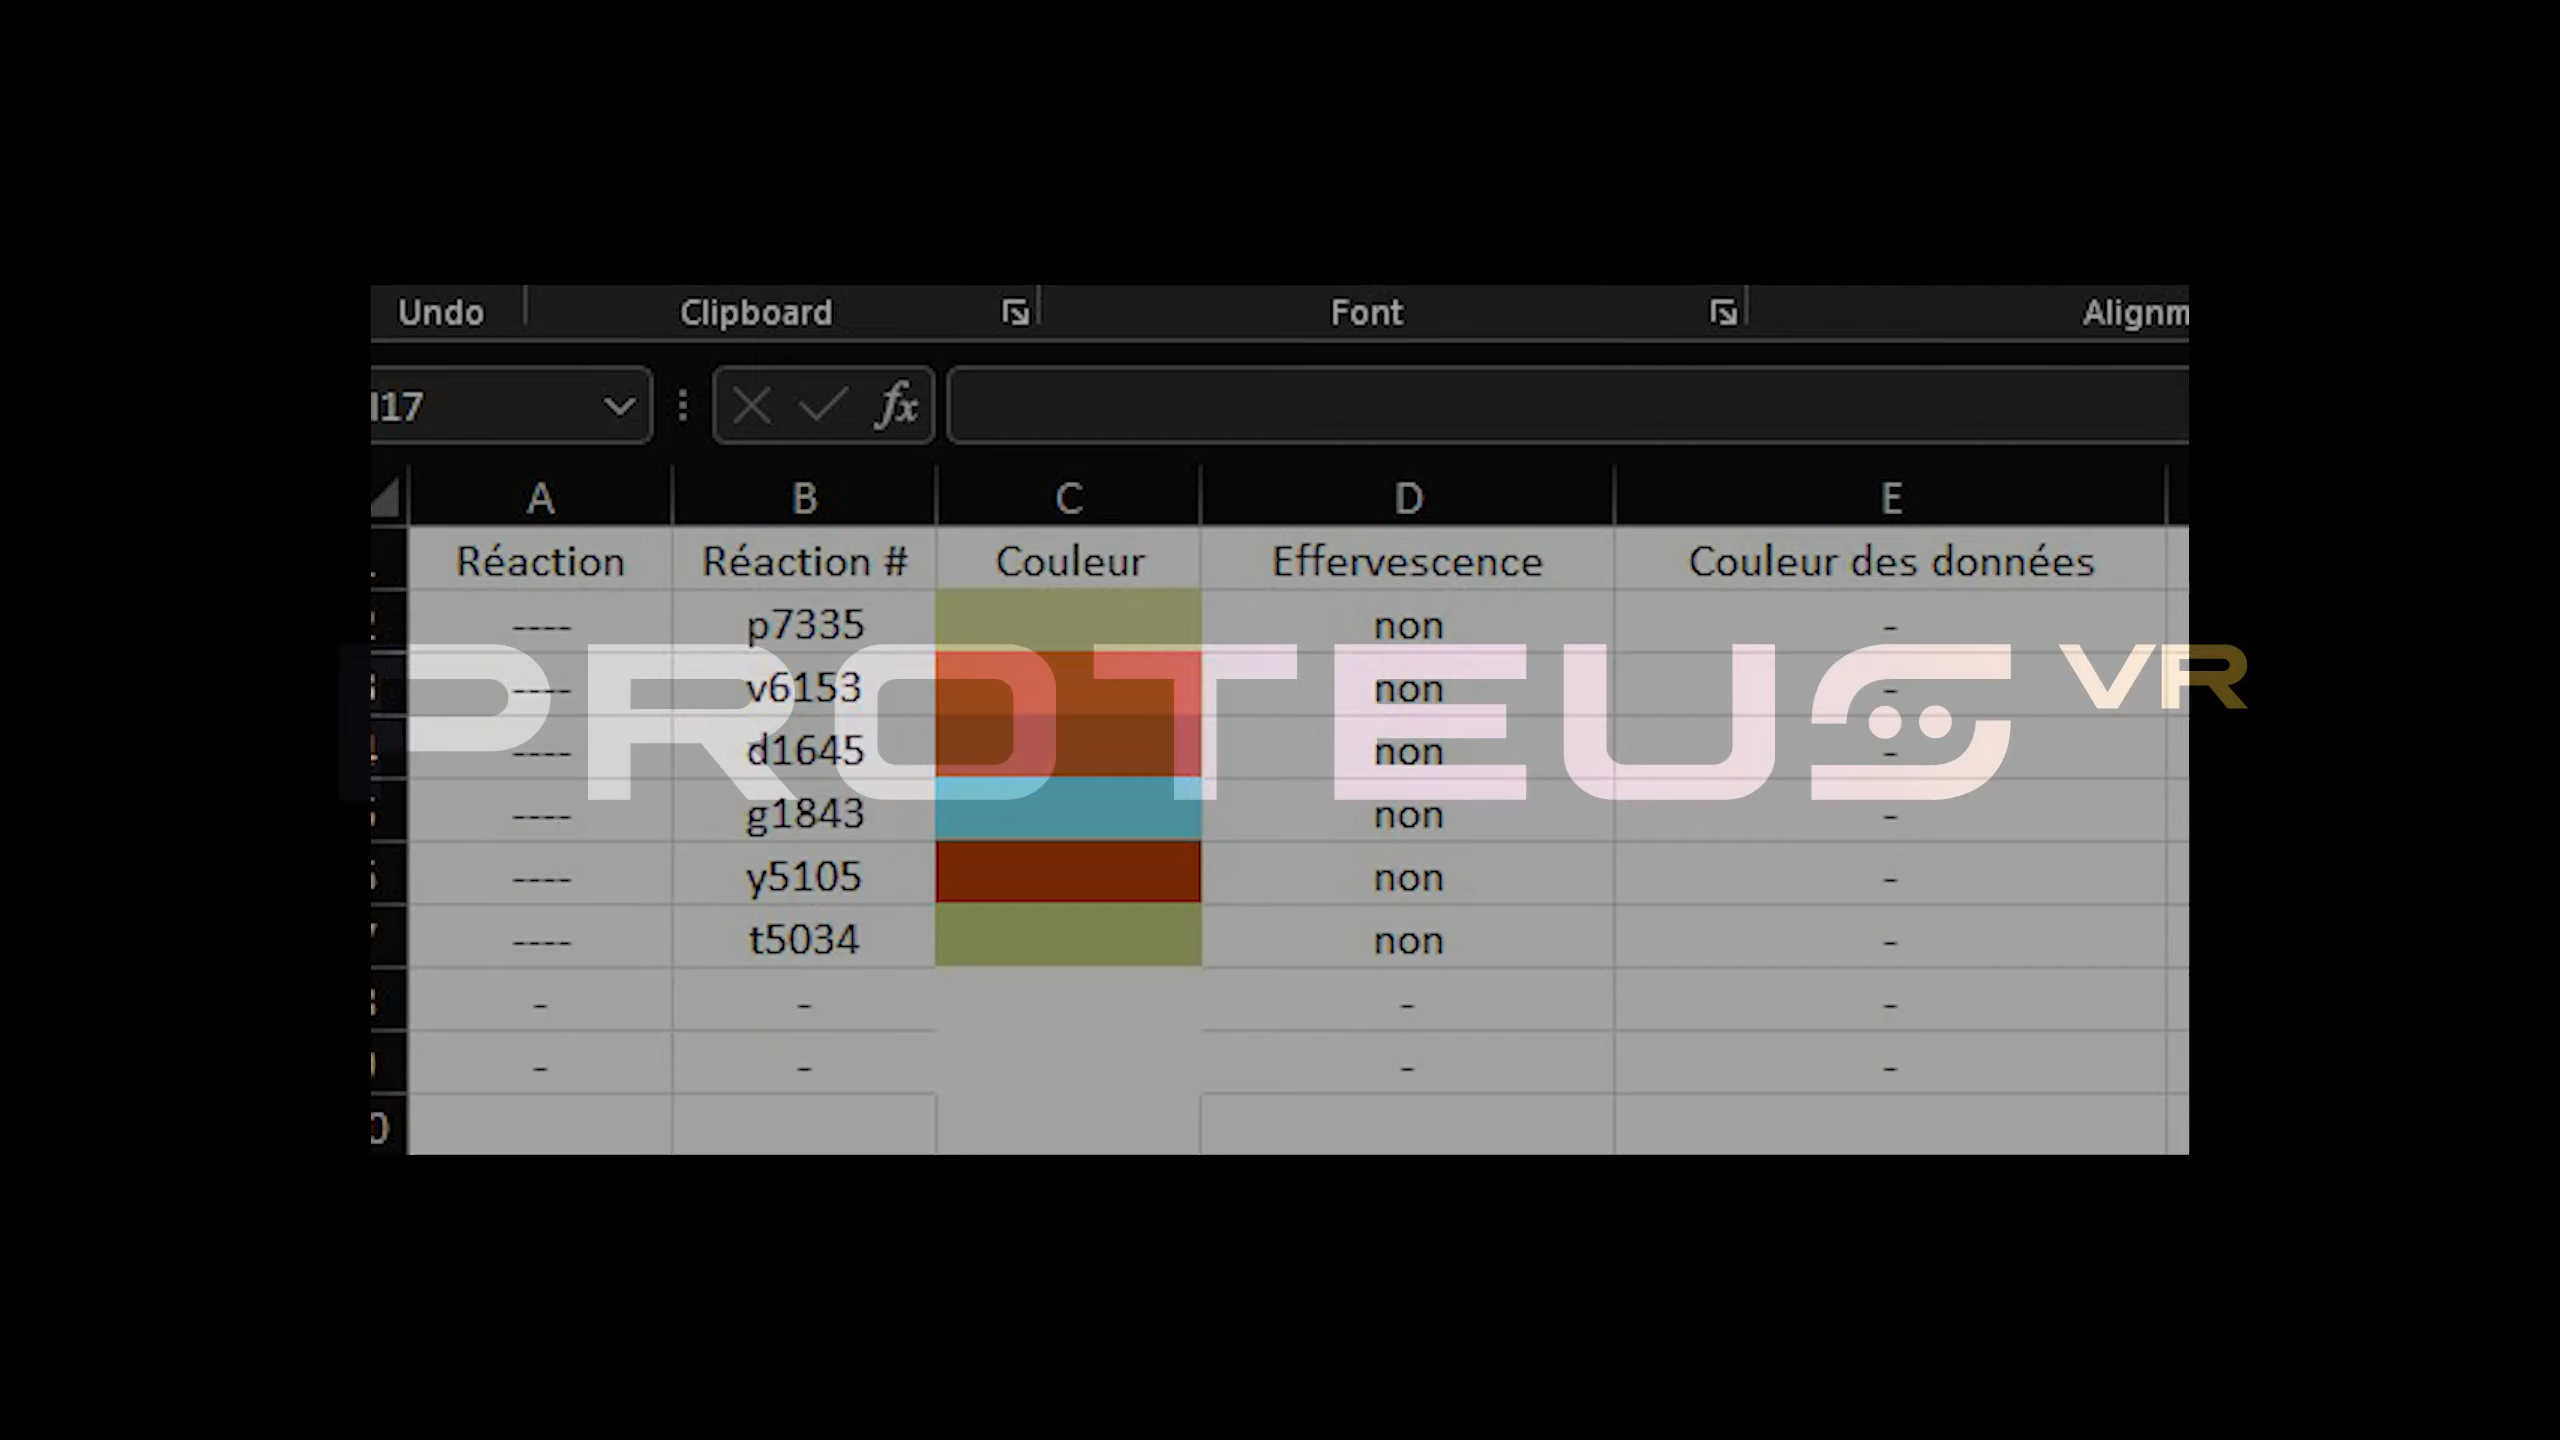 Undo Clipboard Font
I17 fx
A B C D E
Réaction Réaction # Couleur Effervescence Couleur des données
---- p7335 non -
---- v6153 non -
---- d1645 non -
---- g1843 non -
---- y5105 non -
---- t5034 non -
- - - -
- - - -
PROTEUS VR